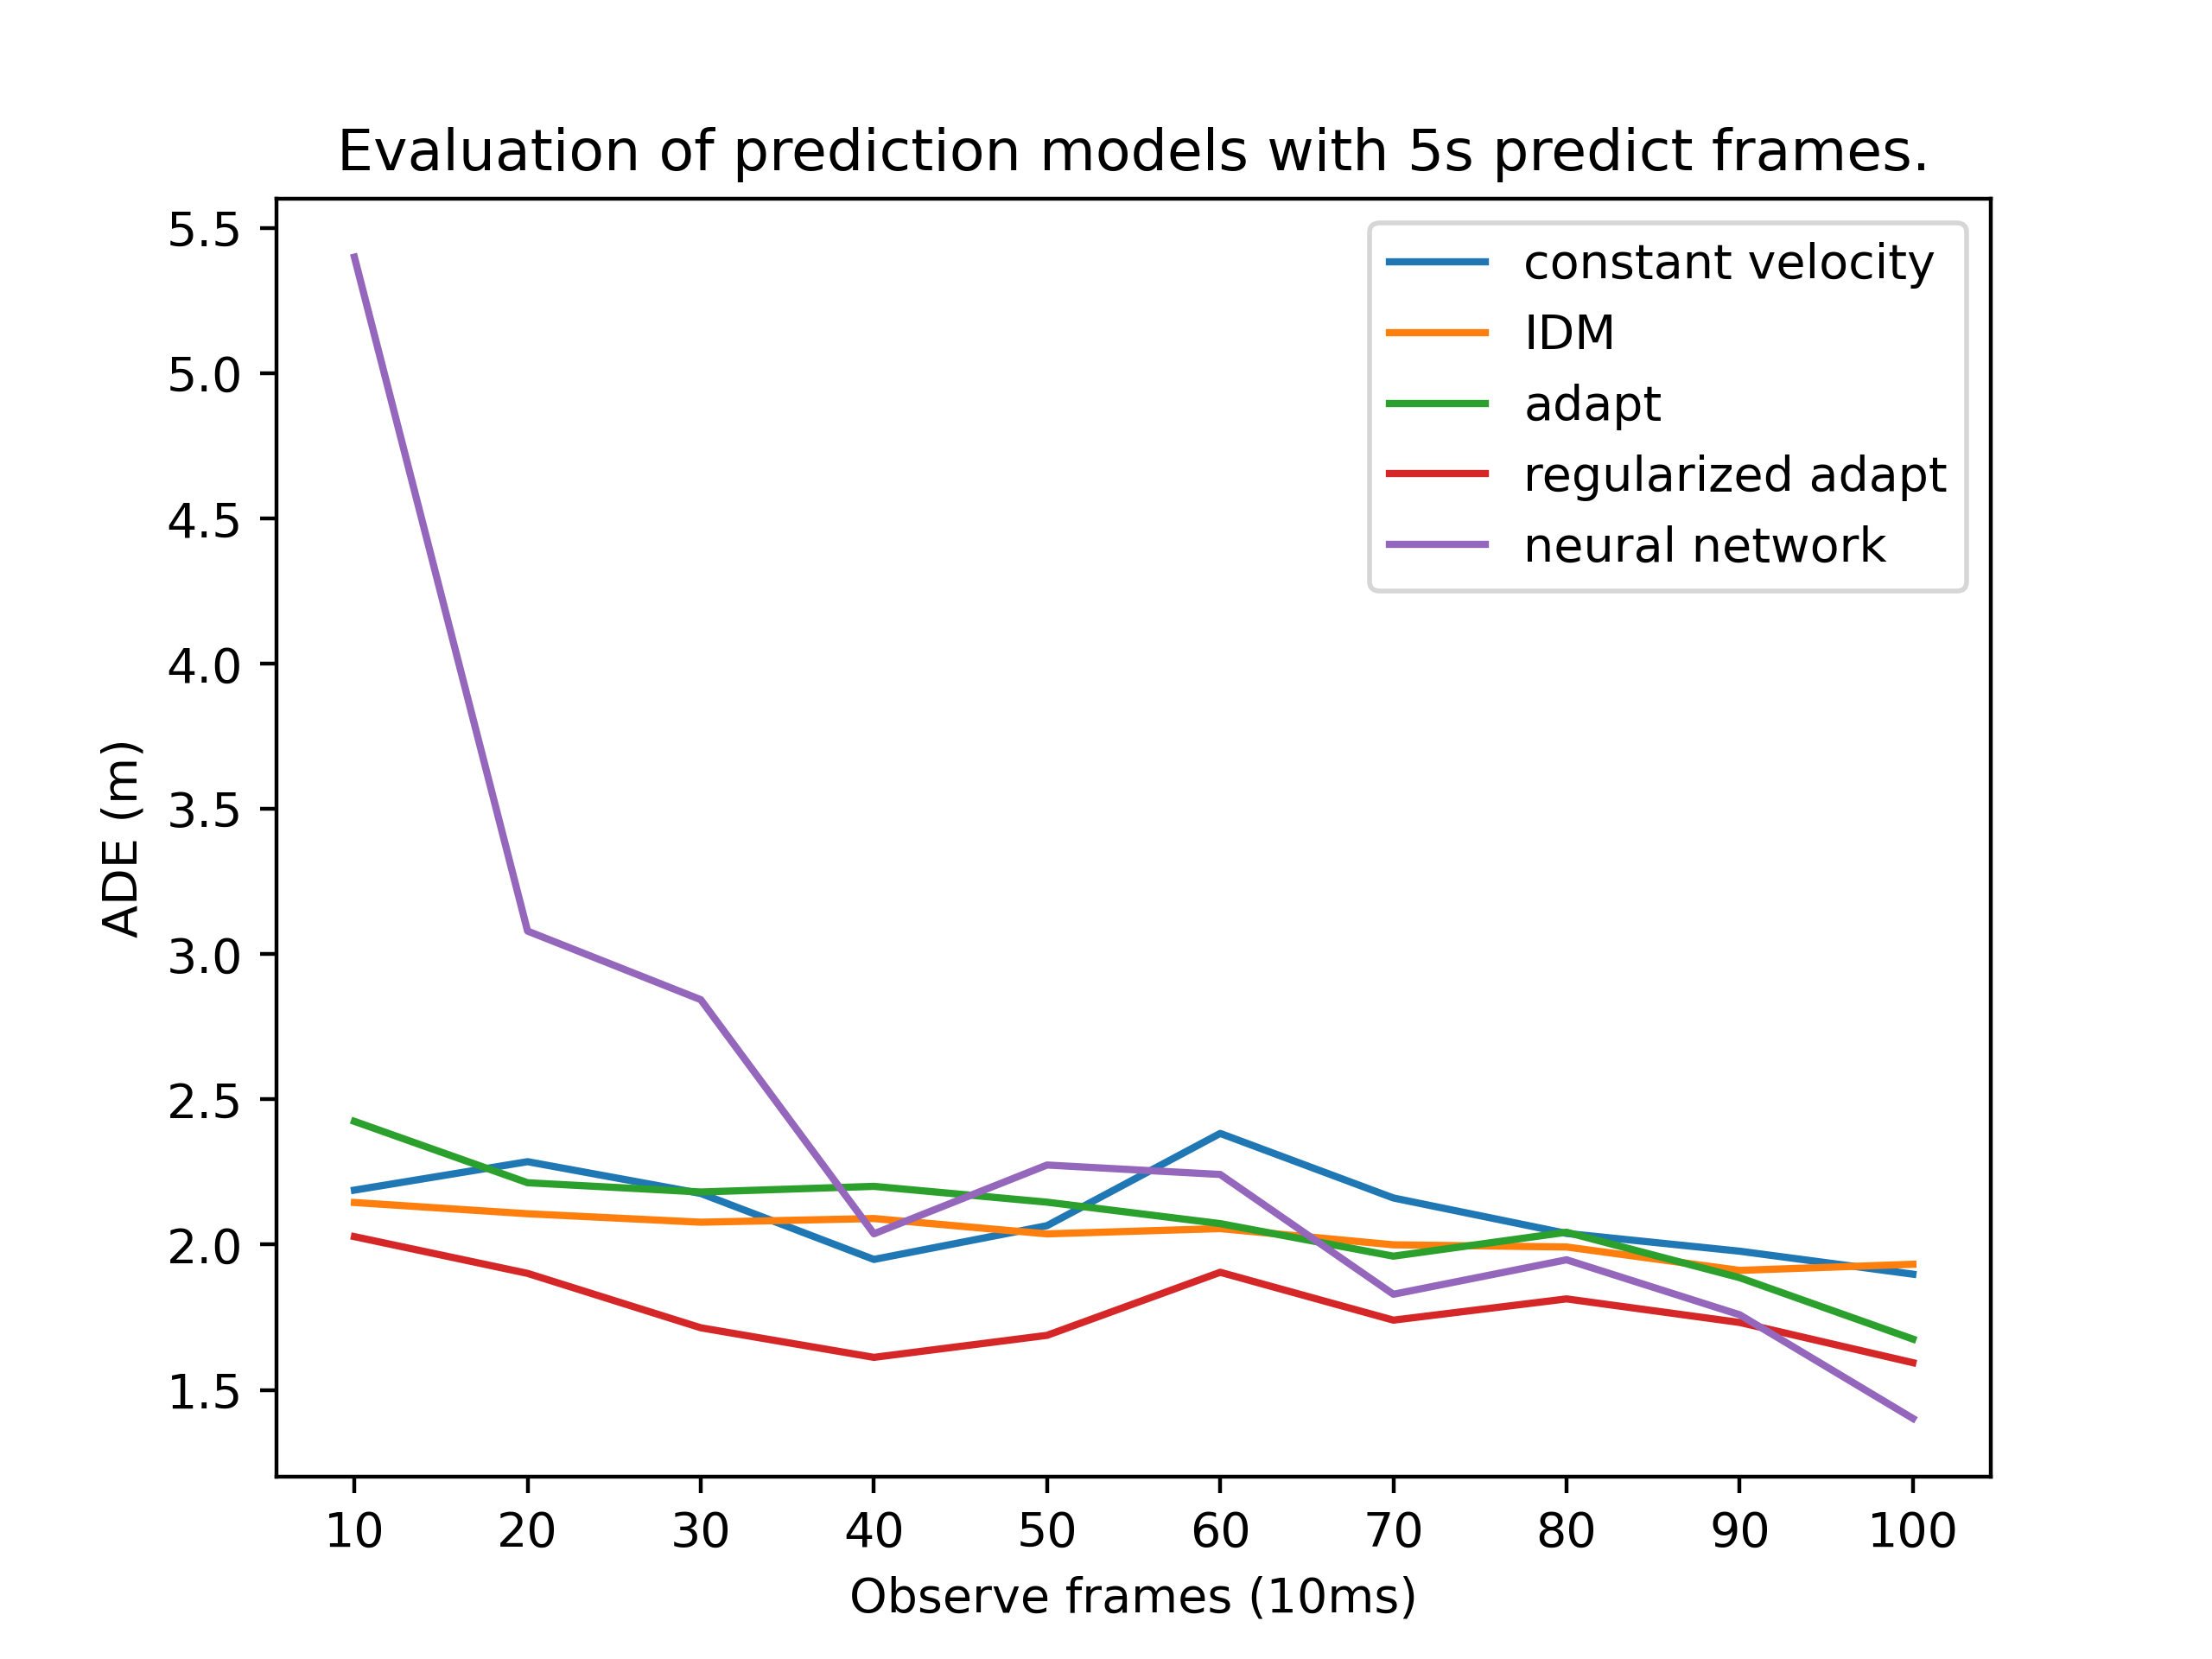 Evaluation of prediction models with 5s predict frames.
5.5
5.0
4.5
4.0
3.5
3.0
2.5
2.0
1.5
ADE (m)
constant velocity
IDM
adapt
regularized adapt
neural network
10 20 30 40 50 60 70 80 90 100
Observe frames (10ms)